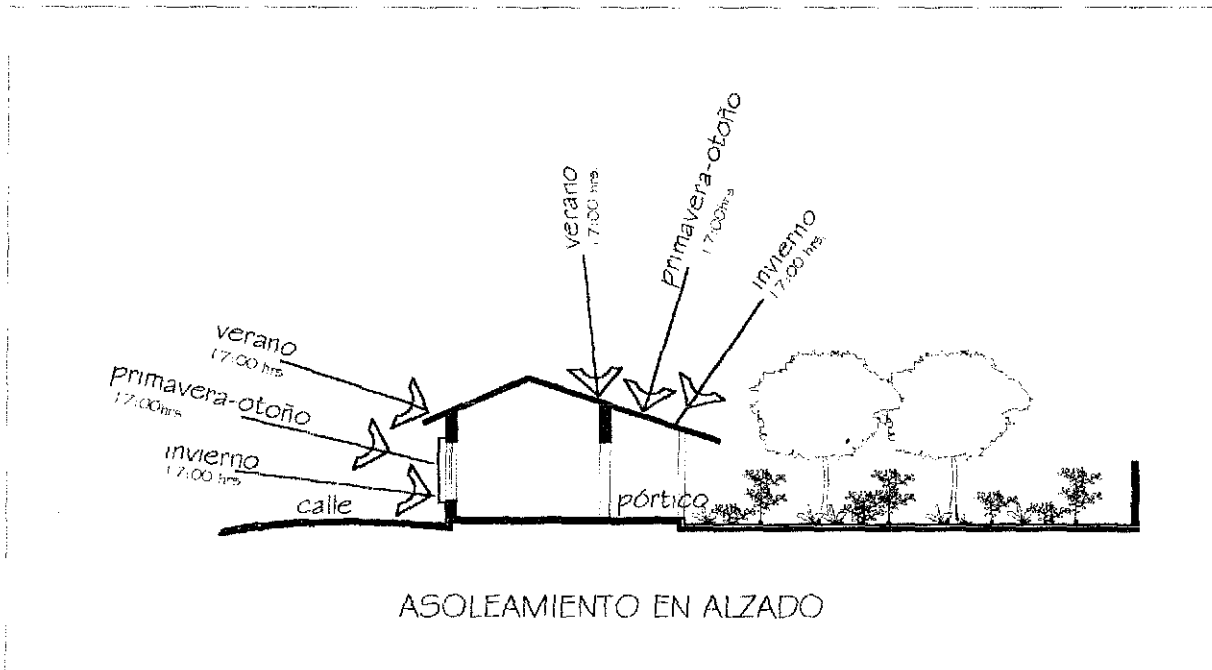 verano
17:00 hrs.
primavera-otoño
17:00hrs
invierno
17:00 hrs.
verano
17:00 hrs
primavera-otoño
17:00hrs
invierno
17:00 hrs
calle
pórtico
ASOLEAMIENTO EN ALZADO